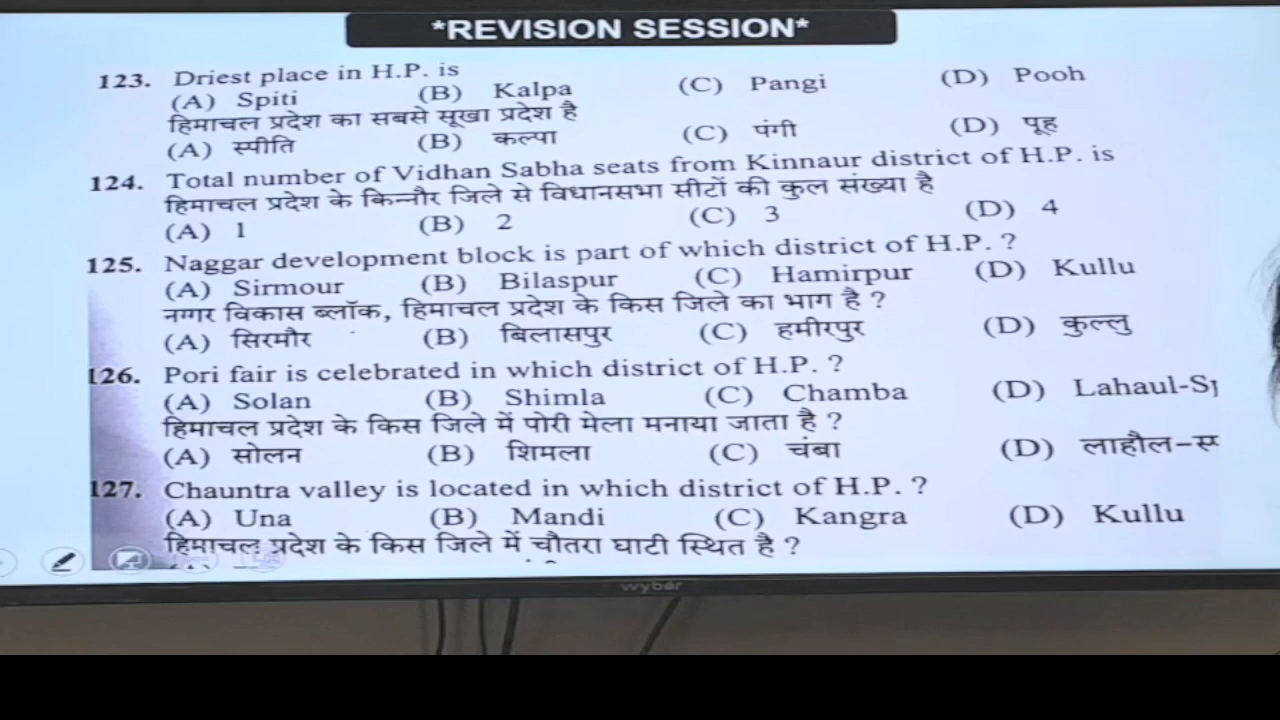 *REVISION SESSION*
123. Driest place in H.P. is
(A) Spiti (B) Kalpa (C) Pangi (D) Pooh
हिमाचल प्रदेश का सबसे सूखा प्रदेश है
(A) स्पीति (B) कल्पा (C) पंगी (D) पूह
124. Total number of Vidhan Sabha seats from Kinnaur district of H.P. is
हिमाचल प्रदेश के किन्नौर जिले से विधानसभा सीटों की कुल संख्या है
(A) 1 (B) 2 (C) 3 (D) 4
125. Naggar development block is part of which district of H.P. ?
(A) Sirmour (B) Bilaspur (C) Hamirpur (D) Kullu
नग्गर विकास ब्लॉक, हिमाचल प्रदेश के किस जिले का भाग है ?
(A) सिरमौर (B) बिलासपुर (C) हमीरपुर (D) कुल्लु
126. Pori fair is celebrated in which district of H.P. ?
(A) Solan (B) Shimla (C) Chamba (D) Lahaul-S
हिमाचल प्रदेश के किस जिले में पोरी मेला मनाया जाता है ?
(A) सोलन (B) शिमला (C) चंबा (D) लाहौल-स
127. Chauntra valley is located in which district of H.P. ?
(A) Una (B) Mandi (C) Kangra (D) Kullu
हिमाचल प्रदेश के किस जिले में चौतरा घाटी स्थित है ?
wybor